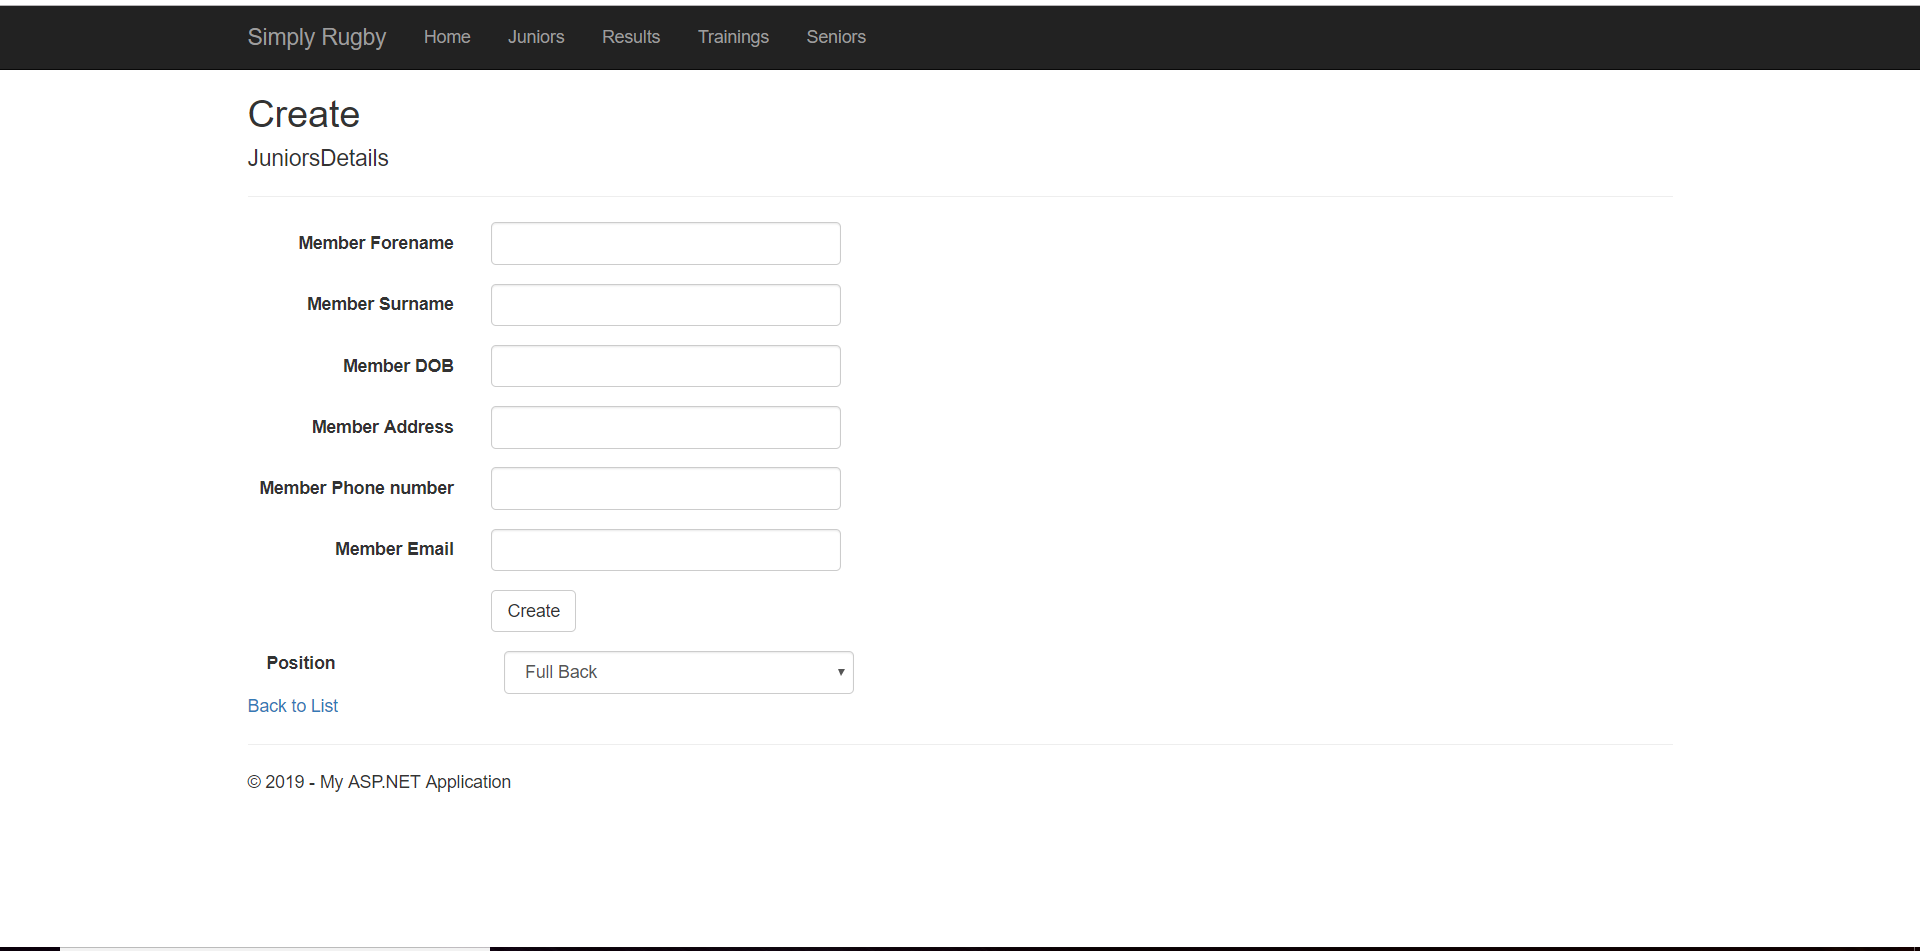 Simply Rugby Home Juniors Results Trainings Seniors
Create
JuniorsDetails
Member Forename
Member Surname
Member DOB
Member Address
Member Phone number
Member Email
Create
Position Full Back
Back to List
© 2019 - My ASP.NET Application